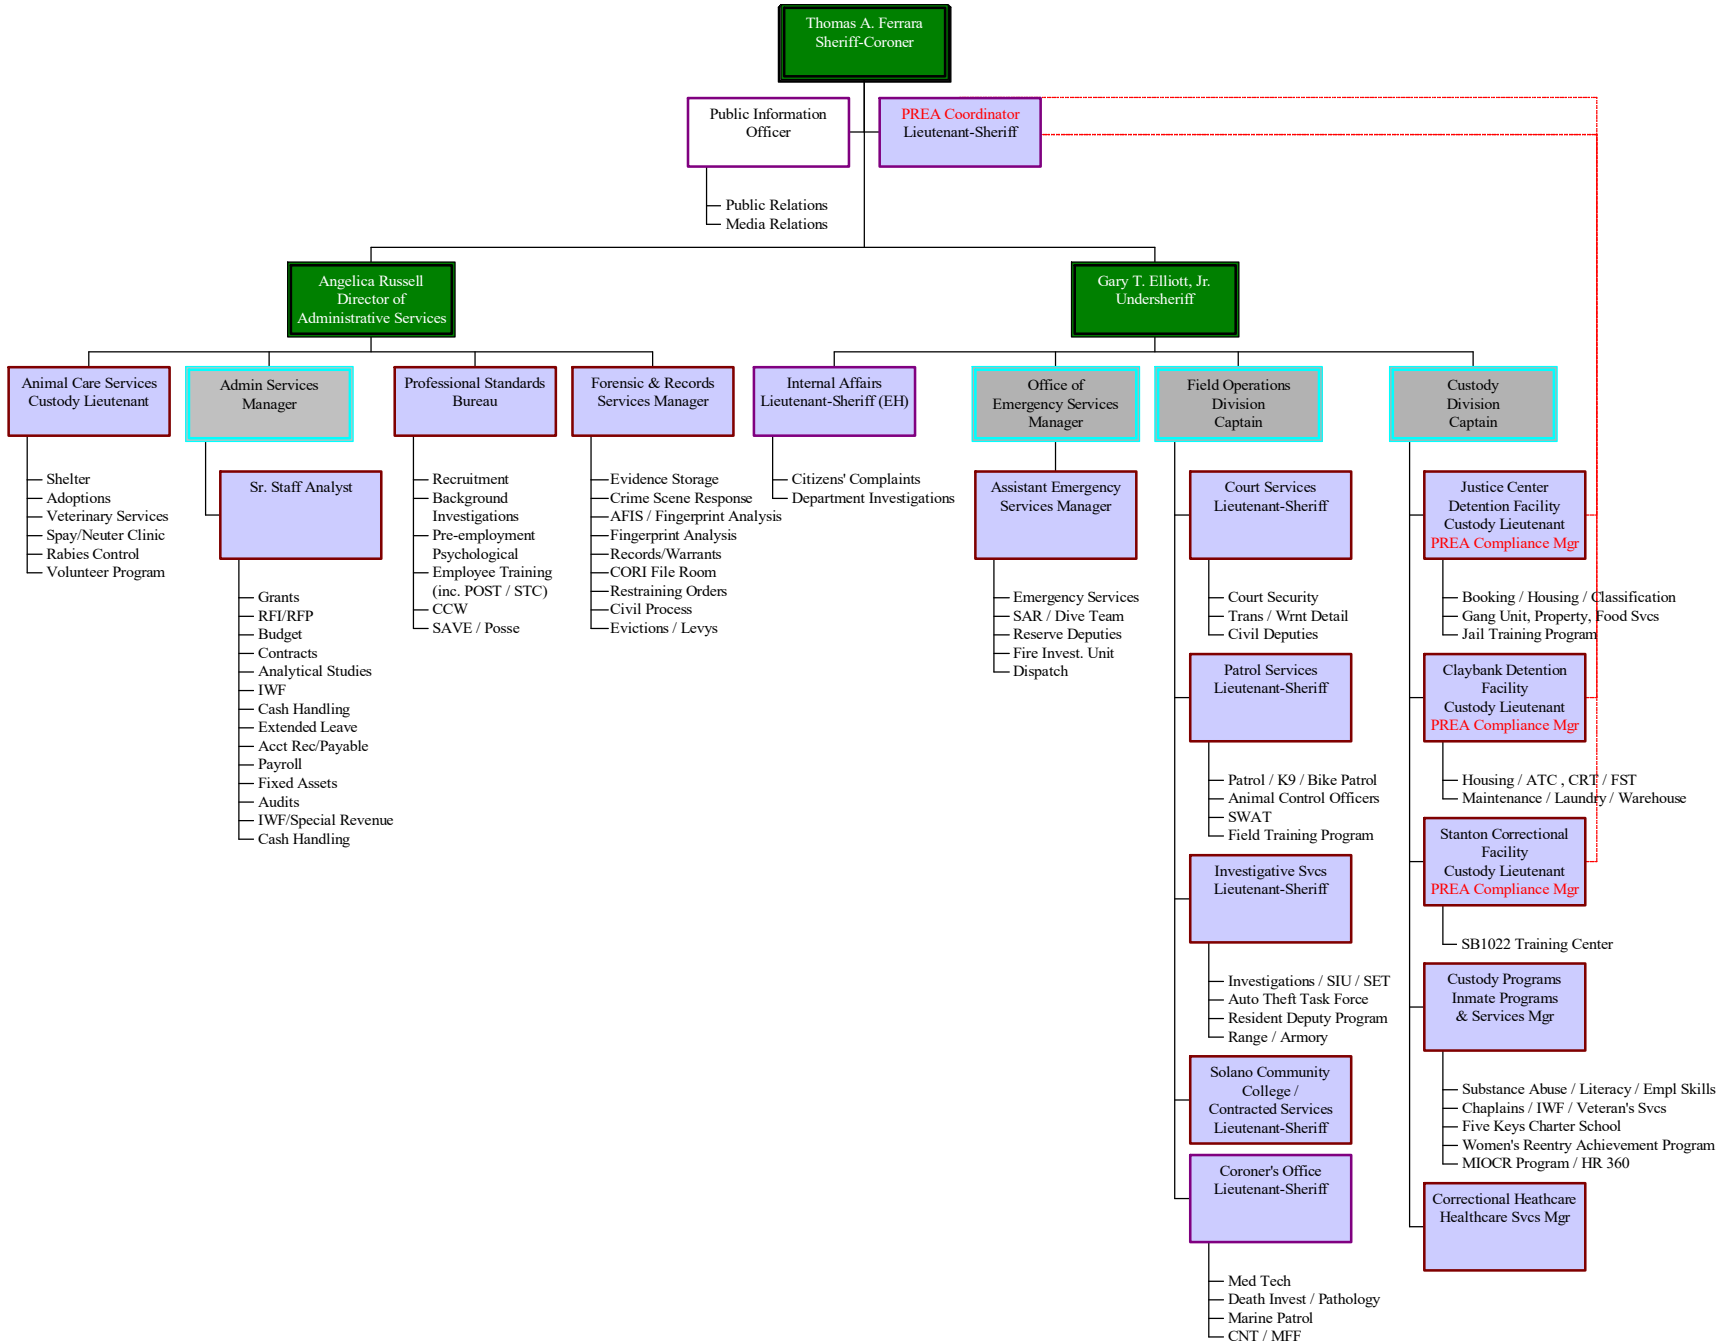 Thomas A. Ferrara
Sheriff-Coroner
Public Information
Officer
PREA Coordinator
Lieutenant-Sheriff
Public Relations
Media Relations
Angelica Russell
Director of
Administrative Services
Gary T. Elliott, Jr.
Undersheriff
Animal Care Services
Custody Lieutenant
Shelter
Adoptions
Veterinary Services
Spay/Neuter Clinic
Rabies Control
Volunteer Program
Admin Services
Manager
Sr. Staff Analyst
Grants
RFI/RFP
Budget
Contracts
Analytical Studies
IWF
Cash Handling
Extended Leave
Acct Rec/Payable
Payroll
Fixed Assets
Audits
IWF/Special Revenue
Cash Handling
Professional Standards
Bureau
Recruitment
Background
Investigations
Pre-employment
Psychological
Employee Training
(inc. POST / STC)
CCW
SAVE / Posse
Forensic & Records
Services Manager
Evidence Storage
Crime Scene Response
AFIS / Fingerprint Analysis
Fingerprint Analysis
Records/Warrants
CORI File Room
Restraining Orders
Civil Process
Evictions / Levys
Internal Affairs
Lieutenant-Sheriff (EH)
Citizens' Complaints
Department Investigations
Office of
Emergency Services
Manager
Assistant Emergency
Services Manager
Emergency Services
SAR / Dive Team
Reserve Deputies
Fire Invest. Unit
Dispatch
Field Operations
Division
Captain
Court Services
Lieutenant-Sheriff
Court Security
Trans / Wrnt Detail
Civil Deputies
Patrol Services
Lieutenant-Sheriff
Patrol / K9 / Bike Patrol
Animal Control Officers
SWAT
Field Training Program
Investigative Svcs
Lieutenant-Sheriff
Investigations / SIU / SET
Auto Theft Task Force
Resident Deputy Program
Range / Armory
Solano Community
College /
Contracted Services
Lieutenant-Sheriff
Coroner's Office
Lieutenant-Sheriff
Med Tech
Death Invest / Pathology
Marine Patrol
CNT / MFF
Custody
Division
Captain
Justice Center
Detention Facility
Custody Lieutenant
PREA Compliance Mgr
Booking / Housing / Classification
Gang Unit, Property, Food Svcs
Jail Training Program
Claybank Detention
Facility
Custody Lieutenant
PREA Compliance Mgr
Housing / ATC , CRT / FST
Maintenance / Laundry / Warehouse
Stanton Correctional
Facility
Custody Lieutenant
PREA Compliance Mgr
SB1022 Training Center
Custody Programs
Inmate Programs
& Services Mgr
Substance Abuse / Literacy / Empl Skills
Chaplains / IWF / Veteran's Svcs
Five Keys Charter School
Women's Reentry Achievement Program
MIOCR Program / HR 360
Correctional Heathcare
Healthcare Svcs Mgr